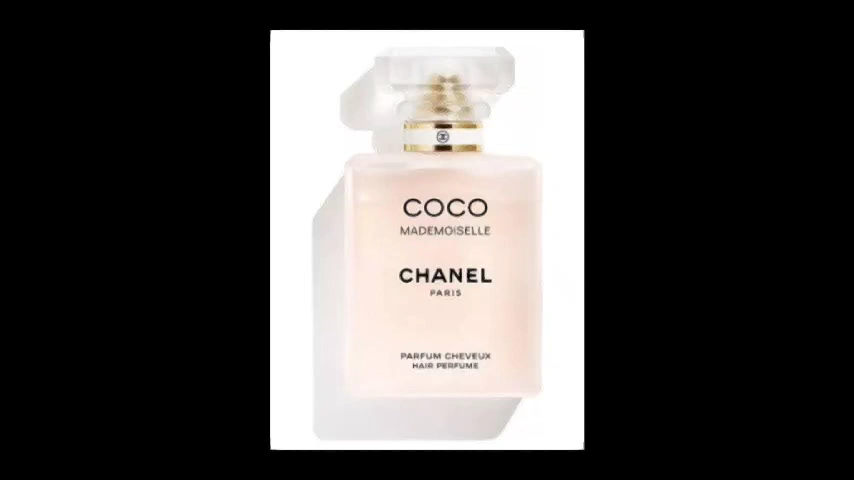 COCO
MADEMOISELLE
CHANEL
PARIS
PARFUM CHEVEUX
HAIR PERFUME